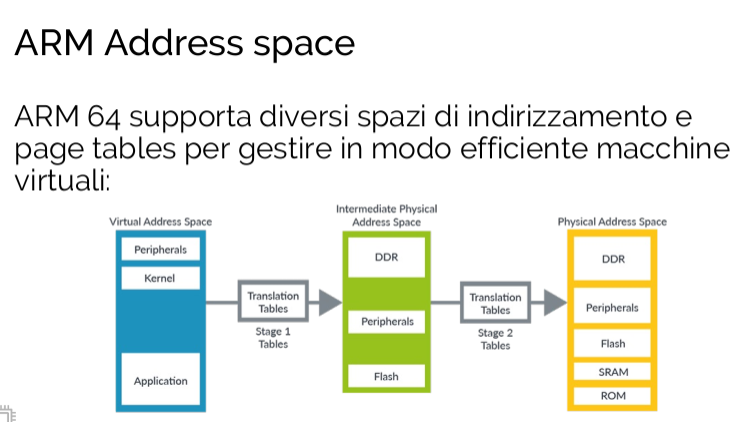 ARM Address space
ARM 64 supporta diversi spazi di indirizzamento e
page tables per gestire in modo efficiente macchine
virtuali:
Virtual Address Space
Peripherals
Kernel
Application
Translation
Tables
Stage 1
Tables
Intermediate Physical
Address Space
DDR
Peripherals
Flash
Translation
Tables
Stage 2
Tables
Physical Address Space
DDR
Peripherals
Flash
SRAM
ROM